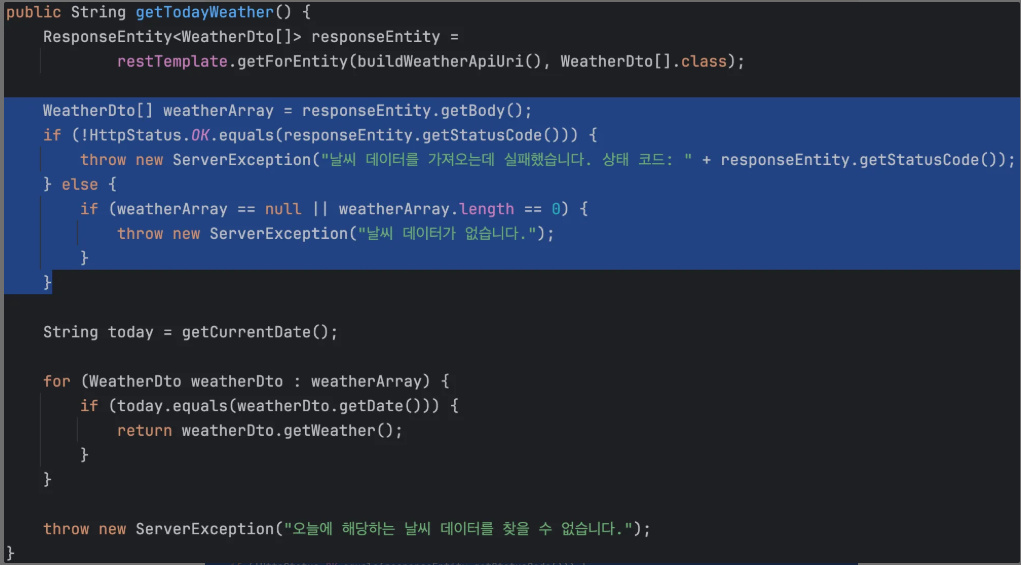 public String getTodayWeather() {
    ResponseEntity<WeatherDto[]> responseEntity =
            restTemplate.getForEntity(buildWeatherApiUri(), WeatherDto[].class);
    WeatherDto[] weatherArray = responseEntity.getBody();
    if (!HttpStatus.OK.equals(responseEntity.getStatusCode())) {
        throw new ServerException("날씨 데이터를 가져오는데 실패했습니다. 상태 코드: " + responseEntity.getStatusCode());
    } else {
        if (weatherArray == null || weatherArray.length == 0) {
            throw new ServerException("날씨 데이터가 없습니다.");
        }
    }
    String today = getCurrentDate();
    for (WeatherDto weatherDto : weatherArray) {
        if (today.equals(weatherDto.getDate())) {
            return weatherDto.getWeather();
        }
    }
    throw new ServerException("오늘에 해당하는 날씨 데이터를 찾을 수 없습니다.");
}